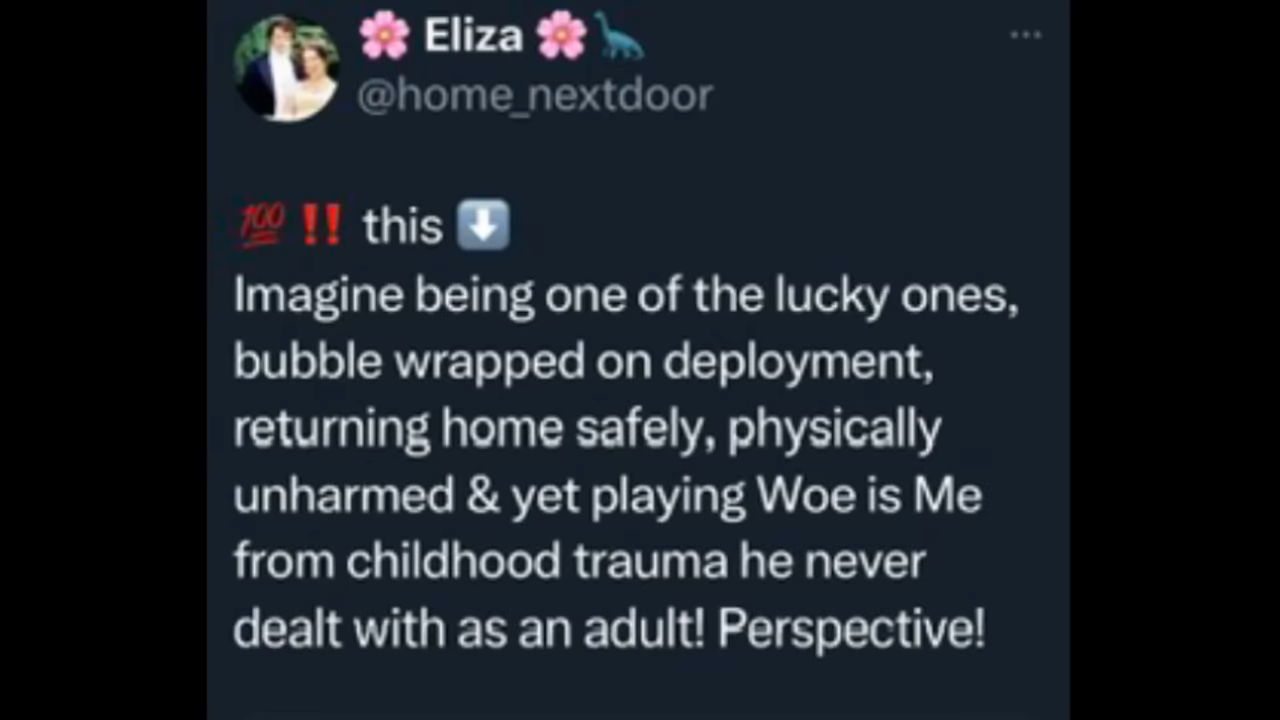 🌸 Eliza 🌸🦕
@home_nextdoor
💯‼️ this ⬇️
Imagine being one of the lucky ones,
bubble wrapped on deployment,
returning home safely, physically
unharmed & yet playing Woe is Me
from childhood trauma he never
dealt with as an adult! Perspective!